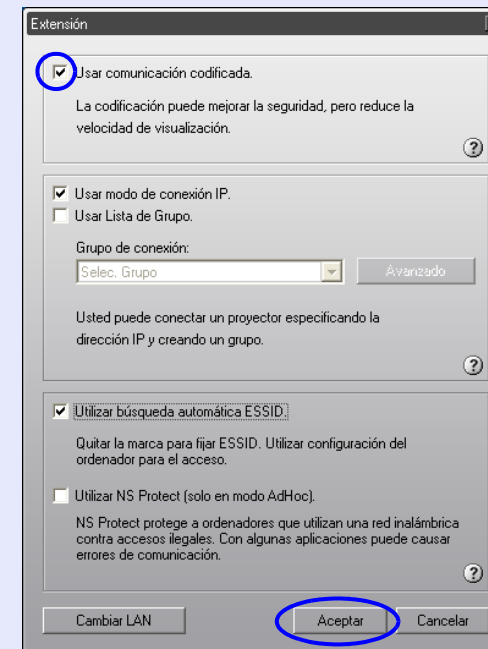 Extensión
Usar comunicación codificada.
La codificación puede mejorar la seguridad, pero reduce la
velocidad de visualización.
?
Usar modo de conexión IP.
Usar Lista de Grupo.
Grupo de conexión:
Selec. Grupo Avanzado
Usted puede conectar un proyector especificando la
dirección IP y creando un grupo.
?
Utilizar búsqueda automática ESSID.
Quitar la marca para fijar ESSID. Utilizar configuración del
ordenador para el acceso.
Utilizar NS Protect (solo en modo AdHoc).
NS Protect protege a ordenadores que utilizan una red inalámbrica
contra accesos ilegales. Con algunas aplicaciones puede causar
errores de comunicación.
?
Cambiar LAN Aceptar Cancelar